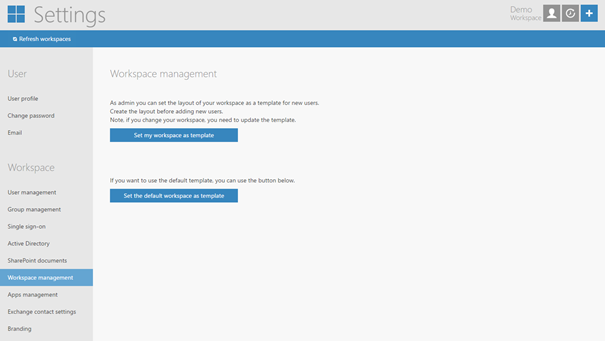 Settings
Demo
Workspace
Refresh workspaces
User
User profile
Change password
Email
Workspace
User management
Group management
Single sign-on
Active Directory
SharePoint documents
Workspace management
Apps management
Exchange contact settings
Branding
Workspace management
As admin you can set the layout of your workspace as a template for new users.
Create the layout before adding new users.
Note, if you change your workspace, you need to update the template.
Set my workspace as template
If you want to use the default template, you can use the button below.
Set the default workspace as template